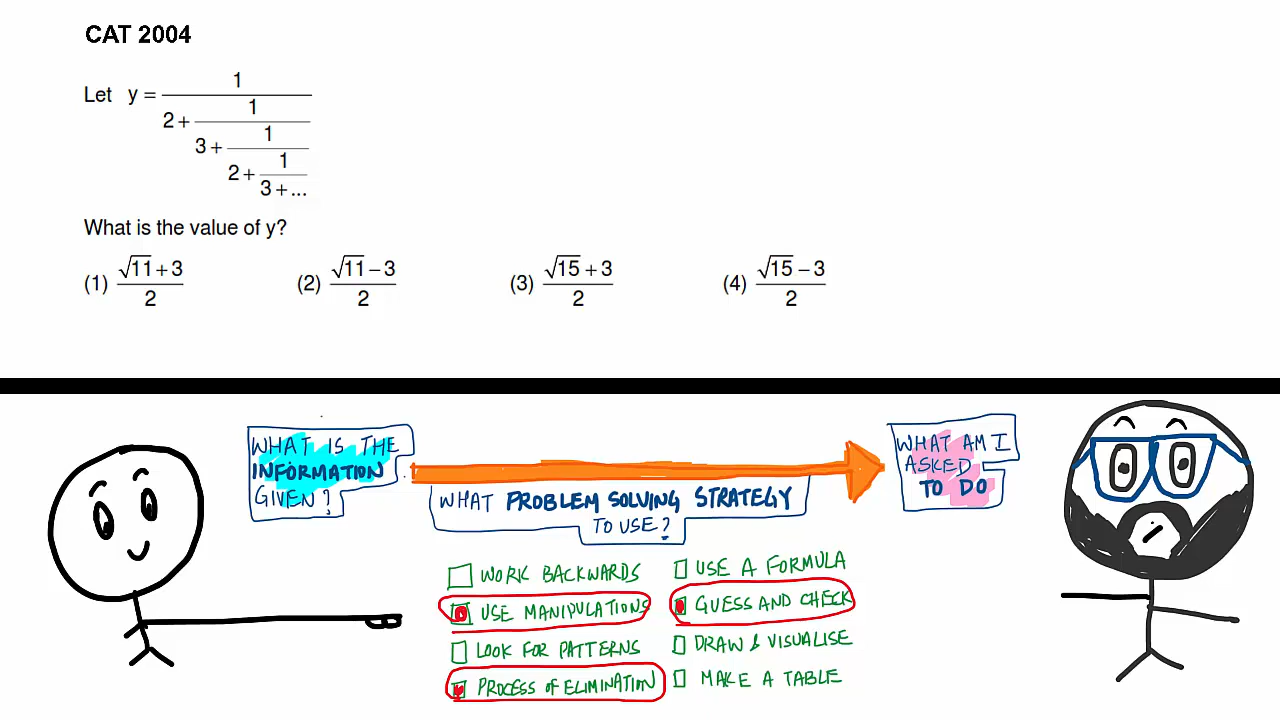 CAT 2004
Let y = 1
2 + 1
3 + 1
2 + 1
3 + ...
What is the value of y?
(1) √11 + 3 / 2 (2) √11 − 3 / 2 (3) √15 + 3 / 2 (4) √15 − 3 / 2
WHAT IS THE
INFORMATION
GIVEN?
WHAT PROBLEM SOLVING STRATEGY
TO USE?
WHAT AM I
ASKED
TO DO
WORK BACKWARDS
USE MANIPULATIONS
LOOK FOR PATTERNS
PROCESS OF ELIMINATION
USE A FORMULA
GUESS AND CHECK
DRAW & VISUALISE
MAKE A TABLE